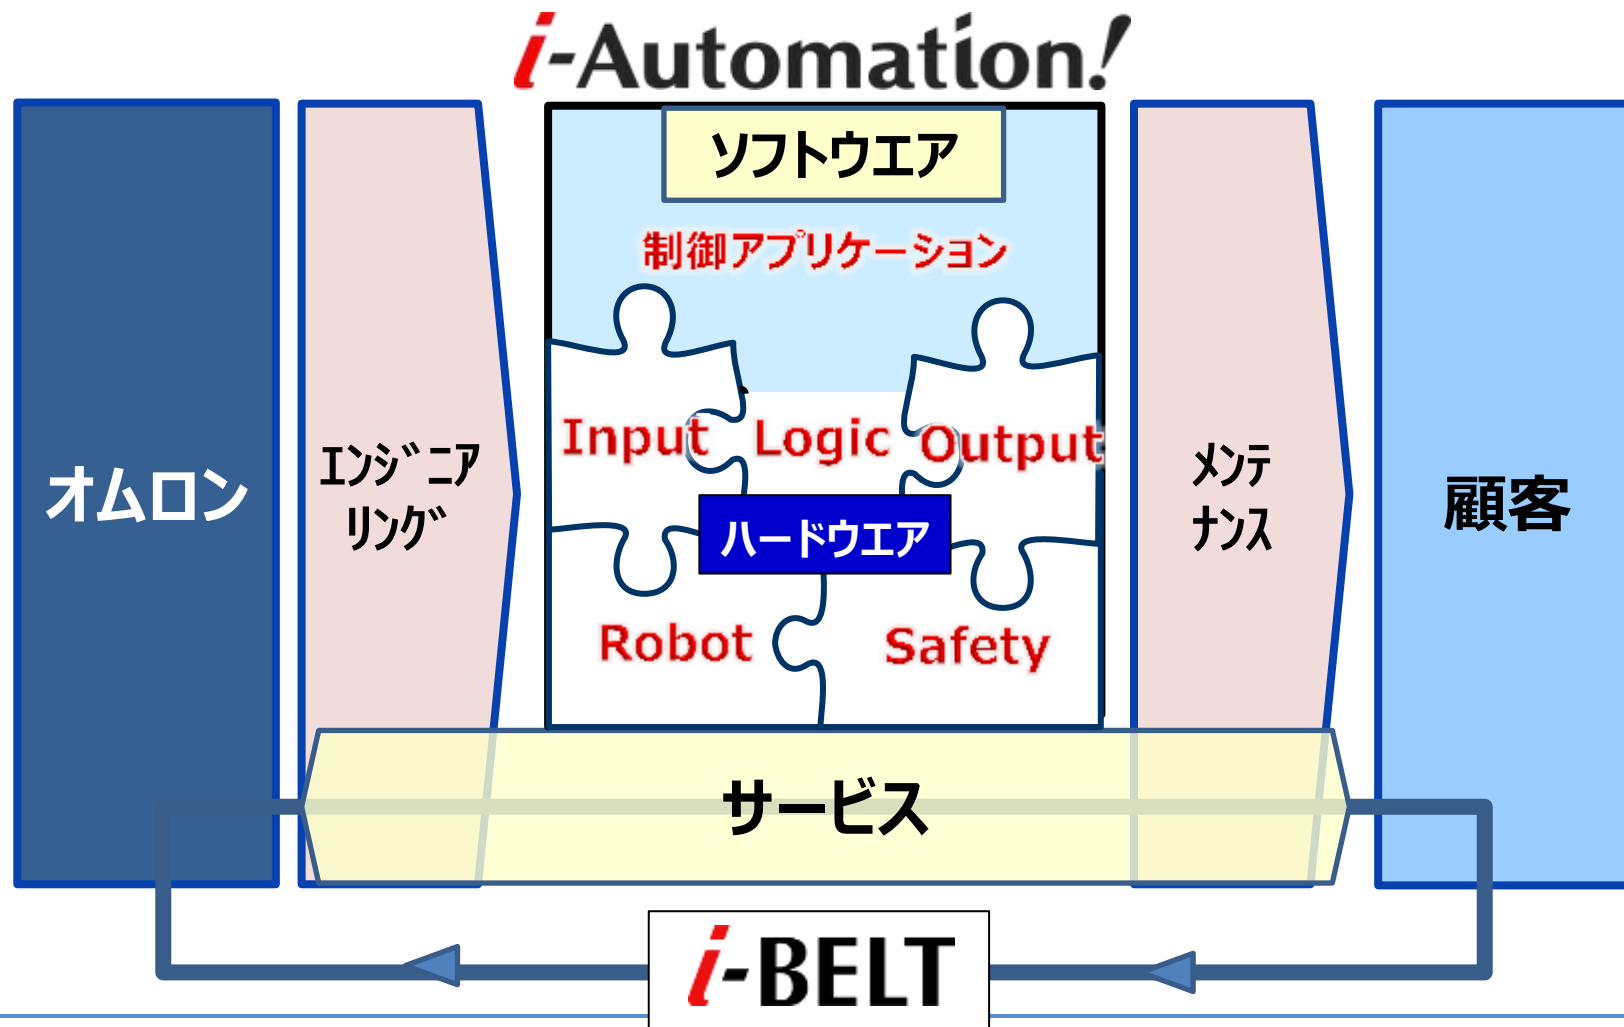 i-Automation!
ソフトウエア
制御アプリケーション
Input
Logic
Output
オムロン
エンジニア
リング
ハードウエア
メンテ
ナンス
顧客
Robot
Safety
サービス
i-BELT